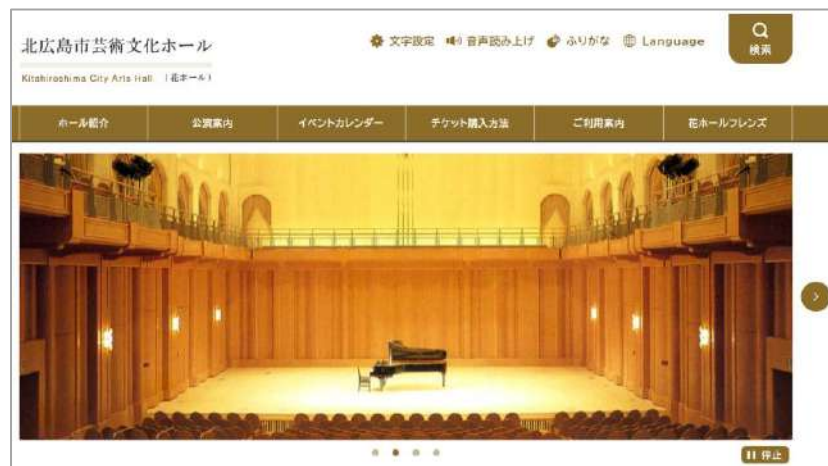 北広島市芸術文化ホール
Kitahiroshima City Arts Hall (花ホール)
文字設定 音声読み上げ ふりがな Language
検索
ホール紹介 公演案内 イベントカレンダー チケット購入方法 ご利用案内 花ホールフレンズ
停止